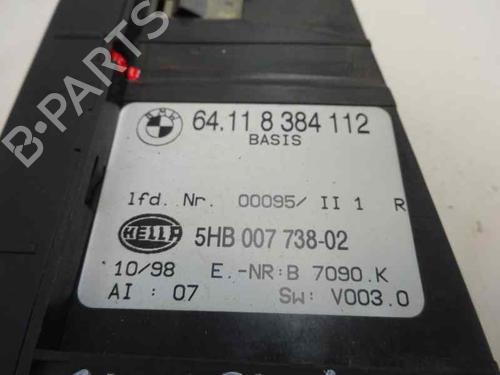 BMW
64.11 8 384 112
BASIS
lfd. Nr. 00095/ II 1 R
HELLA 5HB 007 738-02
10/98 E.-NR:B 7090.K
AI : 07 SW: V003.0
B-PARTS